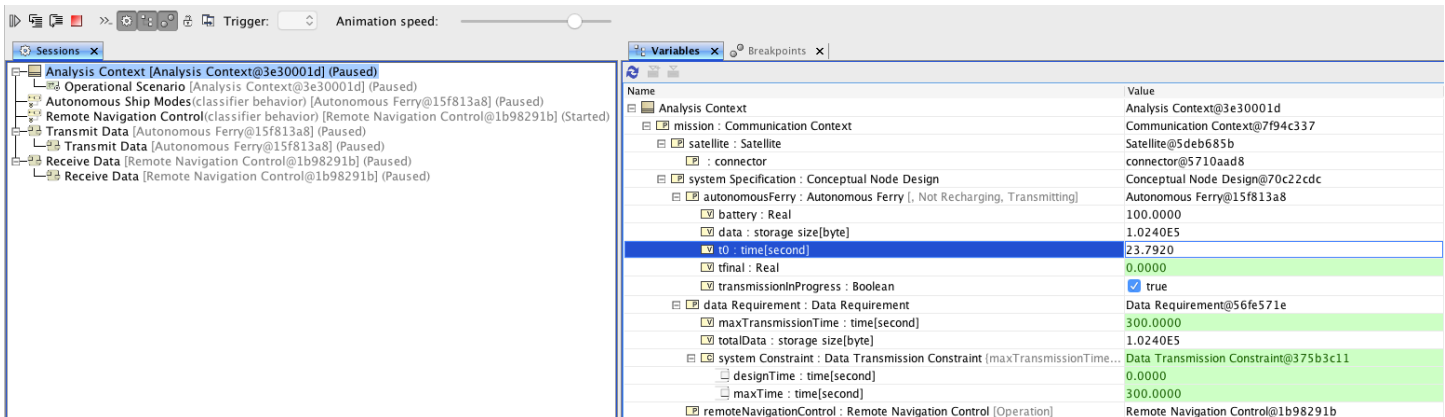 Trigger: Animation speed:
Sessions x
Analysis Context [Analysis Context@3e30001d] (Paused)
Operational Scenario [Analysis Context@3e30001d] (Paused)
Autonomous Ship Modes(classifier behavior) [Autonomous Ferry@15f813a8] (Paused)
Remote Navigation Control(classifier behavior) [Remote Navigation Control@1b98291b] (Started)
Transmit Data [Autonomous Ferry@15f813a8] (Paused)
Transmit Data [Autonomous Ferry@15f813a8] (Paused)
Receive Data [Remote Navigation Control@1b98291b] (Paused)
Receive Data [Remote Navigation Control@1b98291b] (Paused)
Variables x Breakpoints x
Name Value
Analysis Context Analysis Context@3e30001d
mission : Communication Context Communication Context@7f94c337
satellite : Satellite Satellite@5deb685b
: connector connector@5710aad8
system Specification : Conceptual Node Design Conceptual Node Design@70c22cdc
autonomousFerry : Autonomous Ferry [, Not Recharging, Transmitting] Autonomous Ferry@15f813a8
battery : Real 100.0000
data : storage size[byte] 1.0240E5
t0 : time[second] 23.7920
tfinal : Real 0.0000
transmissionInProgress : Boolean true
data Requirement : Data Requirement Data Requirement@56fe571e
maxTransmissionTime : time[second] 300.0000
totalData : storage size[byte] 1.0240E5
system Constraint : Data Transmission Constraint {maxTransmissionTime... Data Transmission Constraint@375b3c11
designTime : time[second] 0.0000
maxTime : time[second] 300.0000
remoteNavigationControl : Remote Navigation Control [Operation] Remote Navigation Control@1b98291b